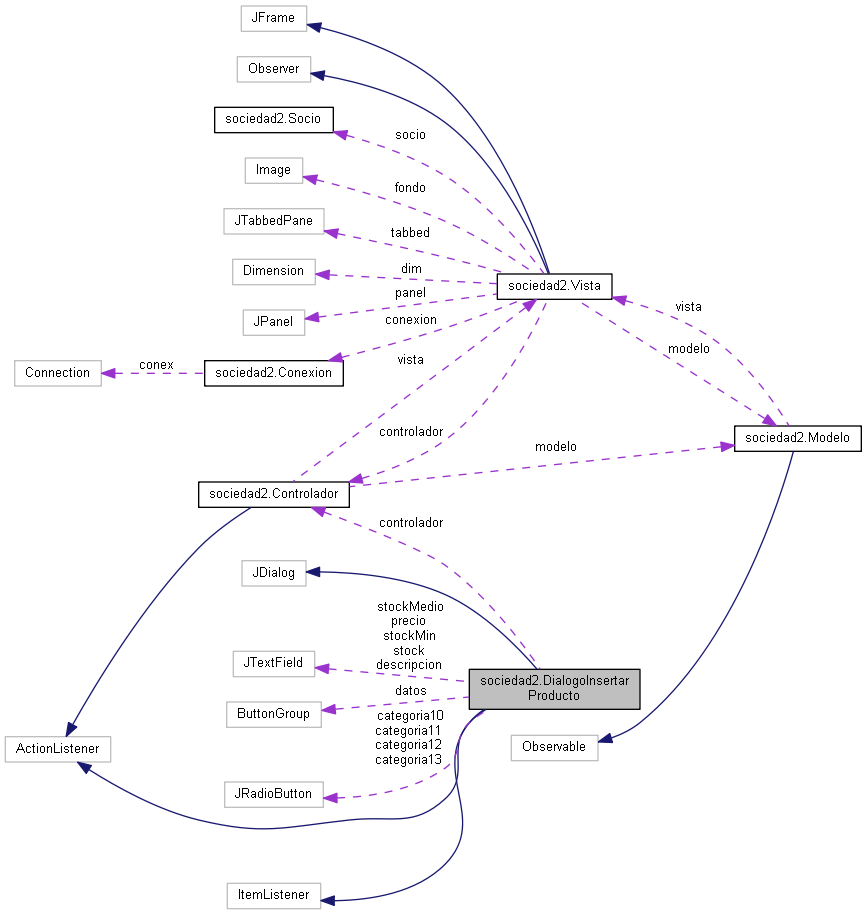 JFrame
Observer
sociedad2.Socio
socio
Image
fondo
JTabbedPane
tabbed
Dimension
dim
sociedad2.Vista
panel
JPanel
conexion
vista
modelo
Connection
conex
sociedad2.Conexion
vista
controlador
sociedad2.Modelo
modelo
sociedad2.Controlador
controlador
JDialog
stockMedio
precio
stockMin
stock
descripcion
JTextField
sociedad2.DialogoInsertar
Producto
datos
ButtonGroup
categoria10
categoria11
categoria12
categoria13
ActionListener
Observable
JRadioButton
ItemListener